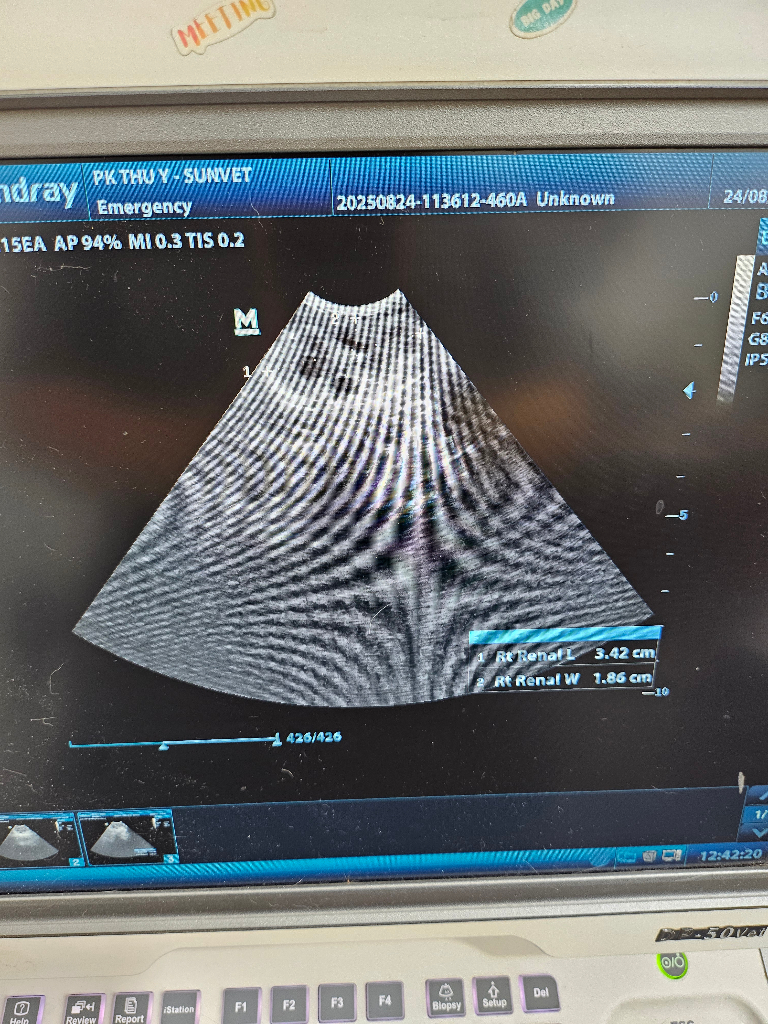 MEETING
BIG DAY
ndray
PK THU Y - SUNVET
Emergency
20250824-113612-460A Unknown
24/08
15EA AP 94% MI 0.3 TIS 0.2
M
0
F6
G8
iP5
1
2
5
1 Rt Renal L 3.42 cm
2 Rt Renal W 1.86 cm
10
426/426
2
3
1/
12:42:20
Help
Review
Report
iStation
F1
F2
F3
F4
Biopsy
Setup
Del